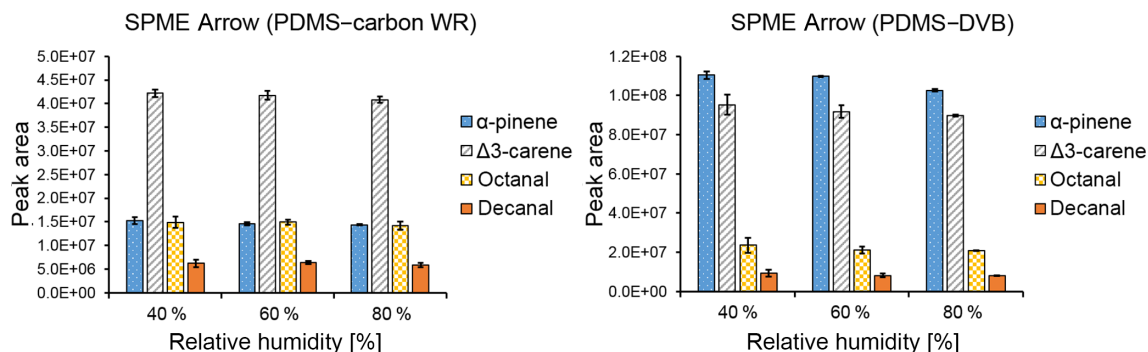 SPME Arrow (PDMS−carbon WR)
Peak area
5.0E+07
4.5E+07
4.0E+07
3.5E+07
3.0E+07
2.5E+07
2.0E+07
1.5E+07
1.0E+07
5.0E+06
0.0E+00
40 %
60 %
80 %
Relative humidity [%]
α-pinene
Δ3-carene
Octanal
Decanal
SPME Arrow (PDMS−DVB)
Peak area
1.2E+08
1.0E+08
8.0E+07
6.0E+07
4.0E+07
2.0E+07
0.0E+00
40 %
60 %
80 %
Relative humidity [%]
α-pinene
Δ3-carene
Octanal
Decanal